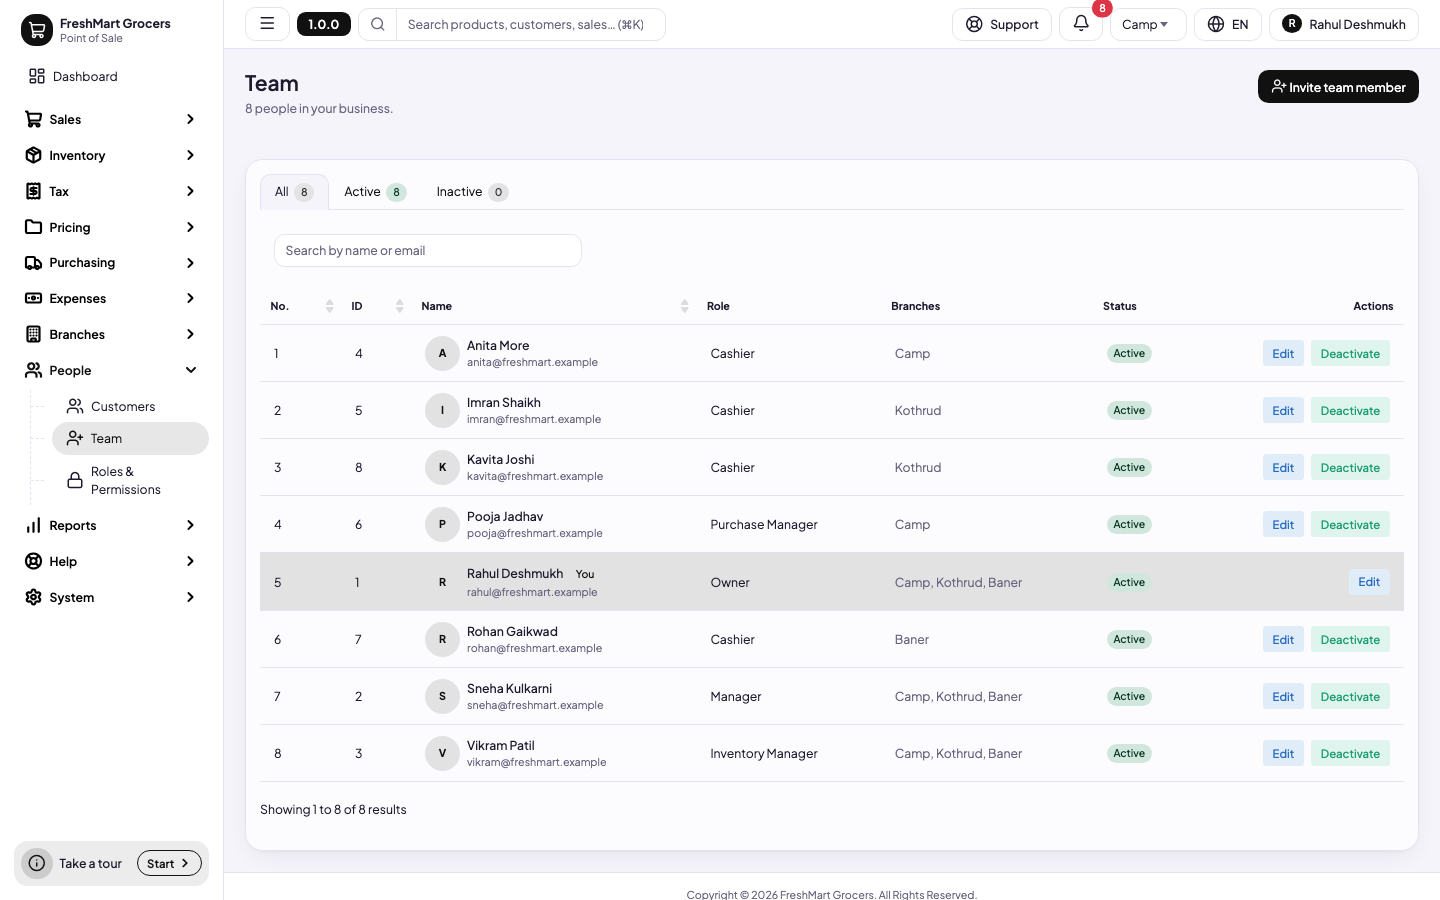 FreshMart Grocers
Point of Sale
Dashboard
Sales
Inventory
Tax
Pricing
Purchasing
Expenses
Branches
People
Customers
Team
Roles &
Permissions
Reports
Help
System
Take a tour
Start
1.0.0
Search products, customers, sales… (⌘K)
Support
8
Camp
EN
R
Rahul Deshmukh
Team
8 people in your business.
Invite team member
All 8
Active 8
Inactive 0
Search by name or email
No. ID Name Role Branches Status Actions
1 4 A Anita More Cashier Camp Active Edit Deactivate
anita@freshmart.example
2 5 I Imran Shaikh Cashier Kothrud Active Edit Deactivate
imran@freshmart.example
3 8 K Kavita Joshi Cashier Kothrud Active Edit Deactivate
kavita@freshmart.example
4 6 P Pooja Jadhav Purchase Manager Camp Active Edit Deactivate
pooja@freshmart.example
5 1 R Rahul Deshmukh You Owner Camp, Kothrud, Baner Active Edit
rahul@freshmart.example
6 7 R Rohan Gaikwad Cashier Baner Active Edit Deactivate
rohan@freshmart.example
7 2 S Sneha Kulkarni Manager Camp, Kothrud, Baner Active Edit Deactivate
sneha@freshmart.example
8 3 V Vikram Patil Inventory Manager Camp, Kothrud, Baner Active Edit Deactivate
vikram@freshmart.example
Showing 1 to 8 of 8 results
Copyright © 2026 FreshMart Grocers. All Rights Reserved.